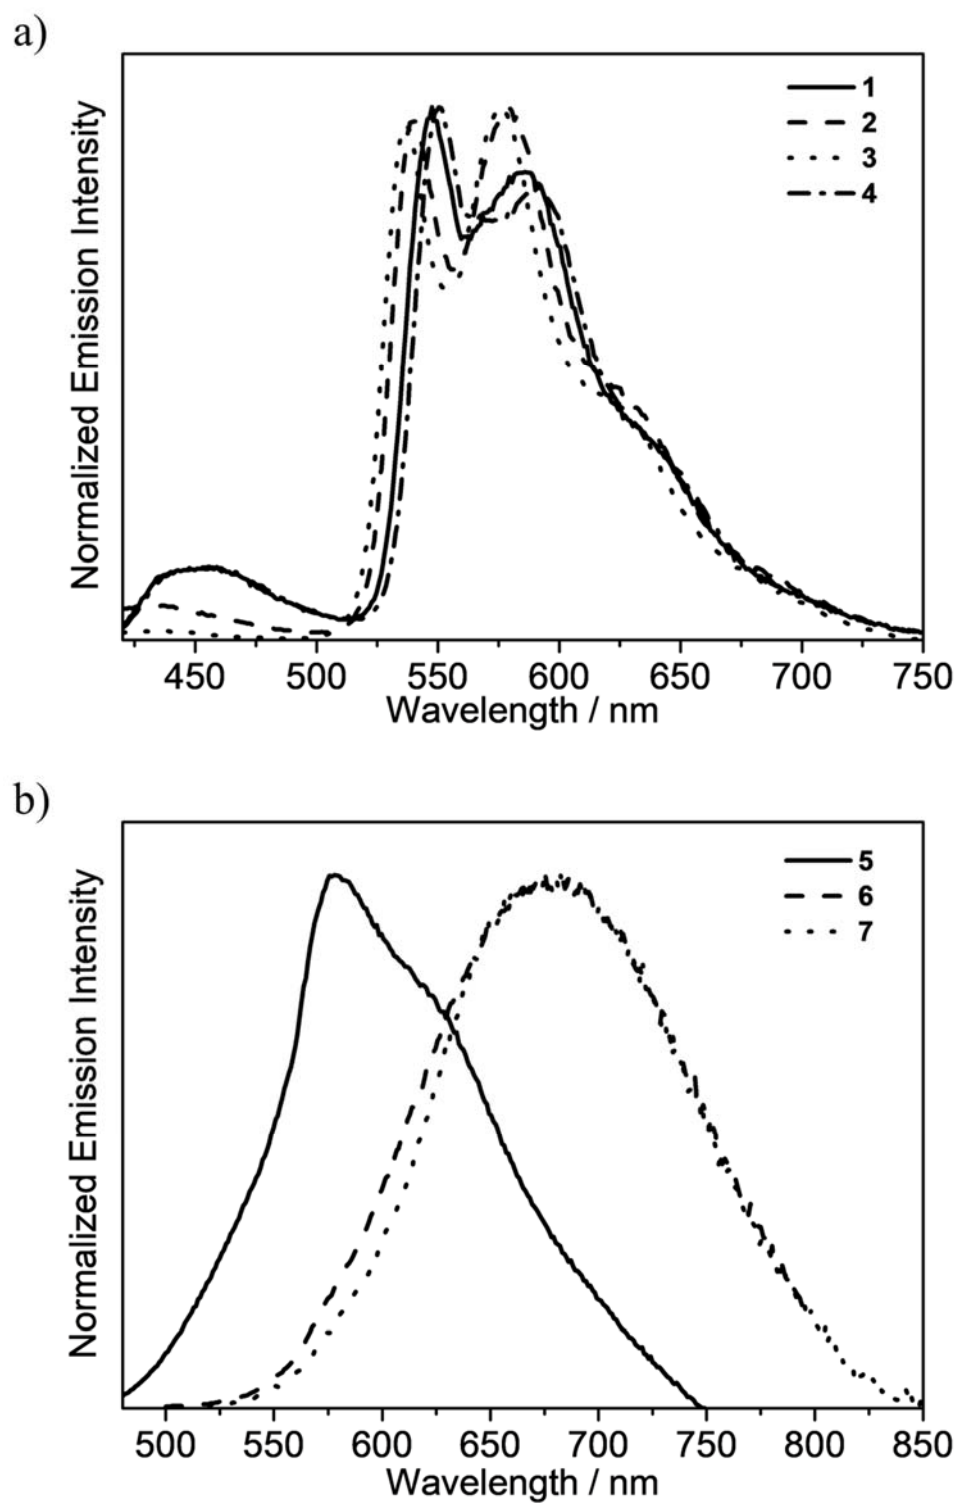 a)
Normalized Emission Intensity
1
2
3
4
450 500 550 600 650 700 750
Wavelength / nm
b)
Normalized Emission Intensity
5
6
7
500 550 600 650 700 750 800 850
Wavelength / nm